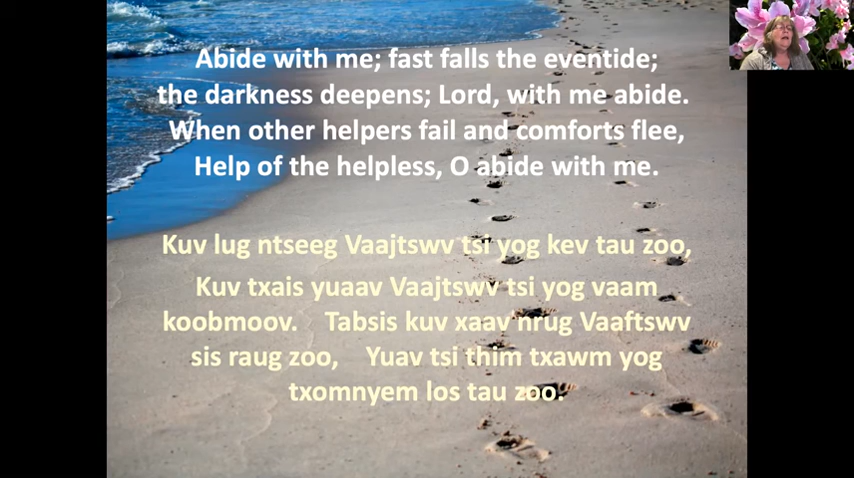 Abide with me; fast falls the eventide;
the darkness deepens; Lord, with me abide.
When other helpers fail and comforts flee,
Help of the helpless, O abide with me.
Kuv lug ntseeg Vaajtswv tsi yog kev tau zoo,
Kuv txais yuaav Vaajtswv tsi yog vaam
koobmoov. Tabsis kuv xaav nrug Vaaftswv
sis raug zoo, Yuav tsi thim txawm yog
txomnyem los tau zoo.